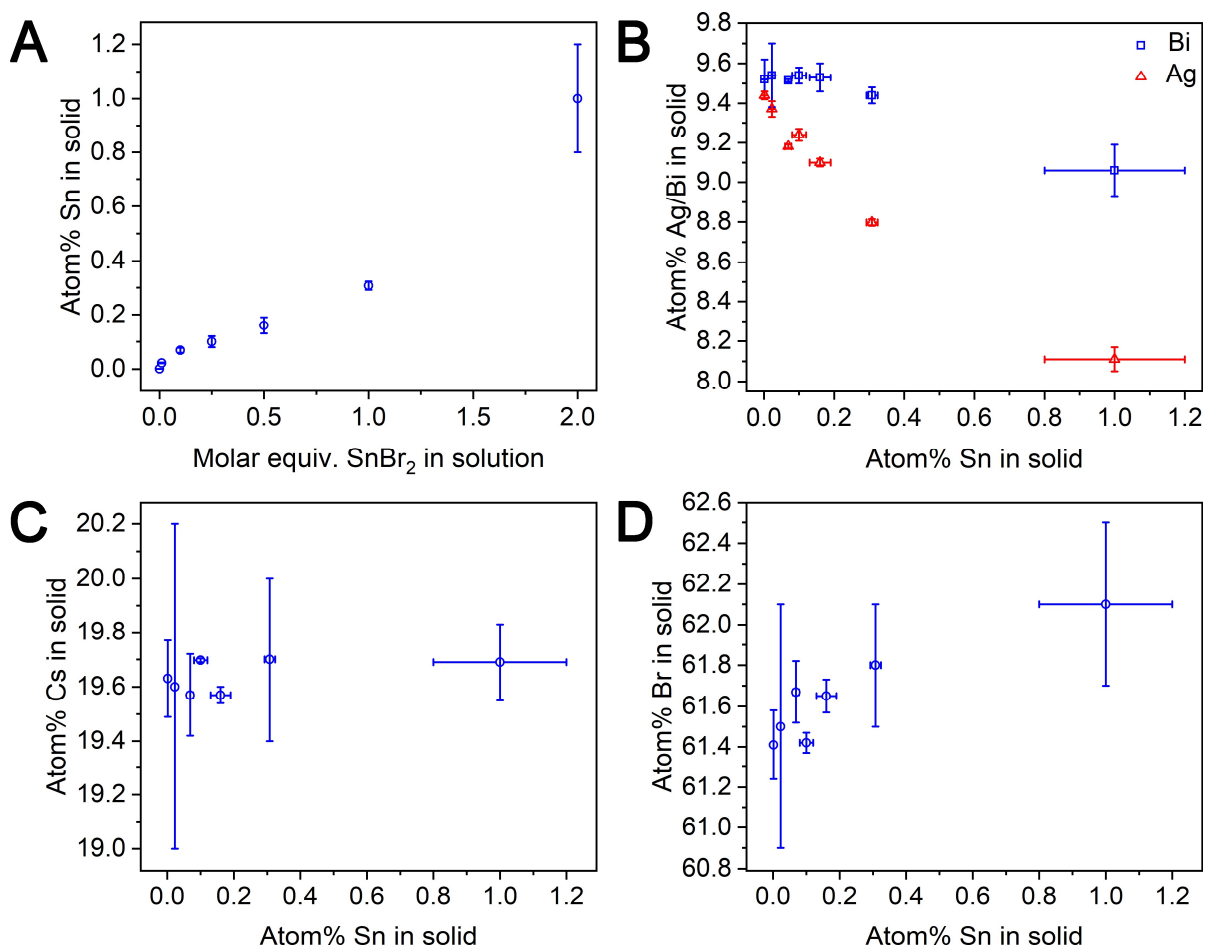 A
Atom% Sn in solid
1.2
1.0
0.8
0.6
0.4
0.2
0.0
0.0 0.5 1.0 1.5 2.0
Molar equiv. SnBr₂ in solution
B
Atom% Ag/Bi in solid
Bi
Ag
9.8
9.6
9.4
9.2
9.0
8.8
8.6
8.4
8.2
8.0
0.0 0.2 0.4 0.6 0.8 1.0 1.2
Atom% Sn in solid
C
Atom% Cs in solid
20.2
20.0
19.8
19.6
19.4
19.2
19.0
0.0 0.2 0.4 0.6 0.8 1.0 1.2
Atom% Sn in solid
D
Atom% Br in solid
62.6
62.4
62.2
62.0
61.8
61.6
61.4
61.2
61.0
60.8
0.0 0.2 0.4 0.6 0.8 1.0 1.2
Atom% Sn in solid